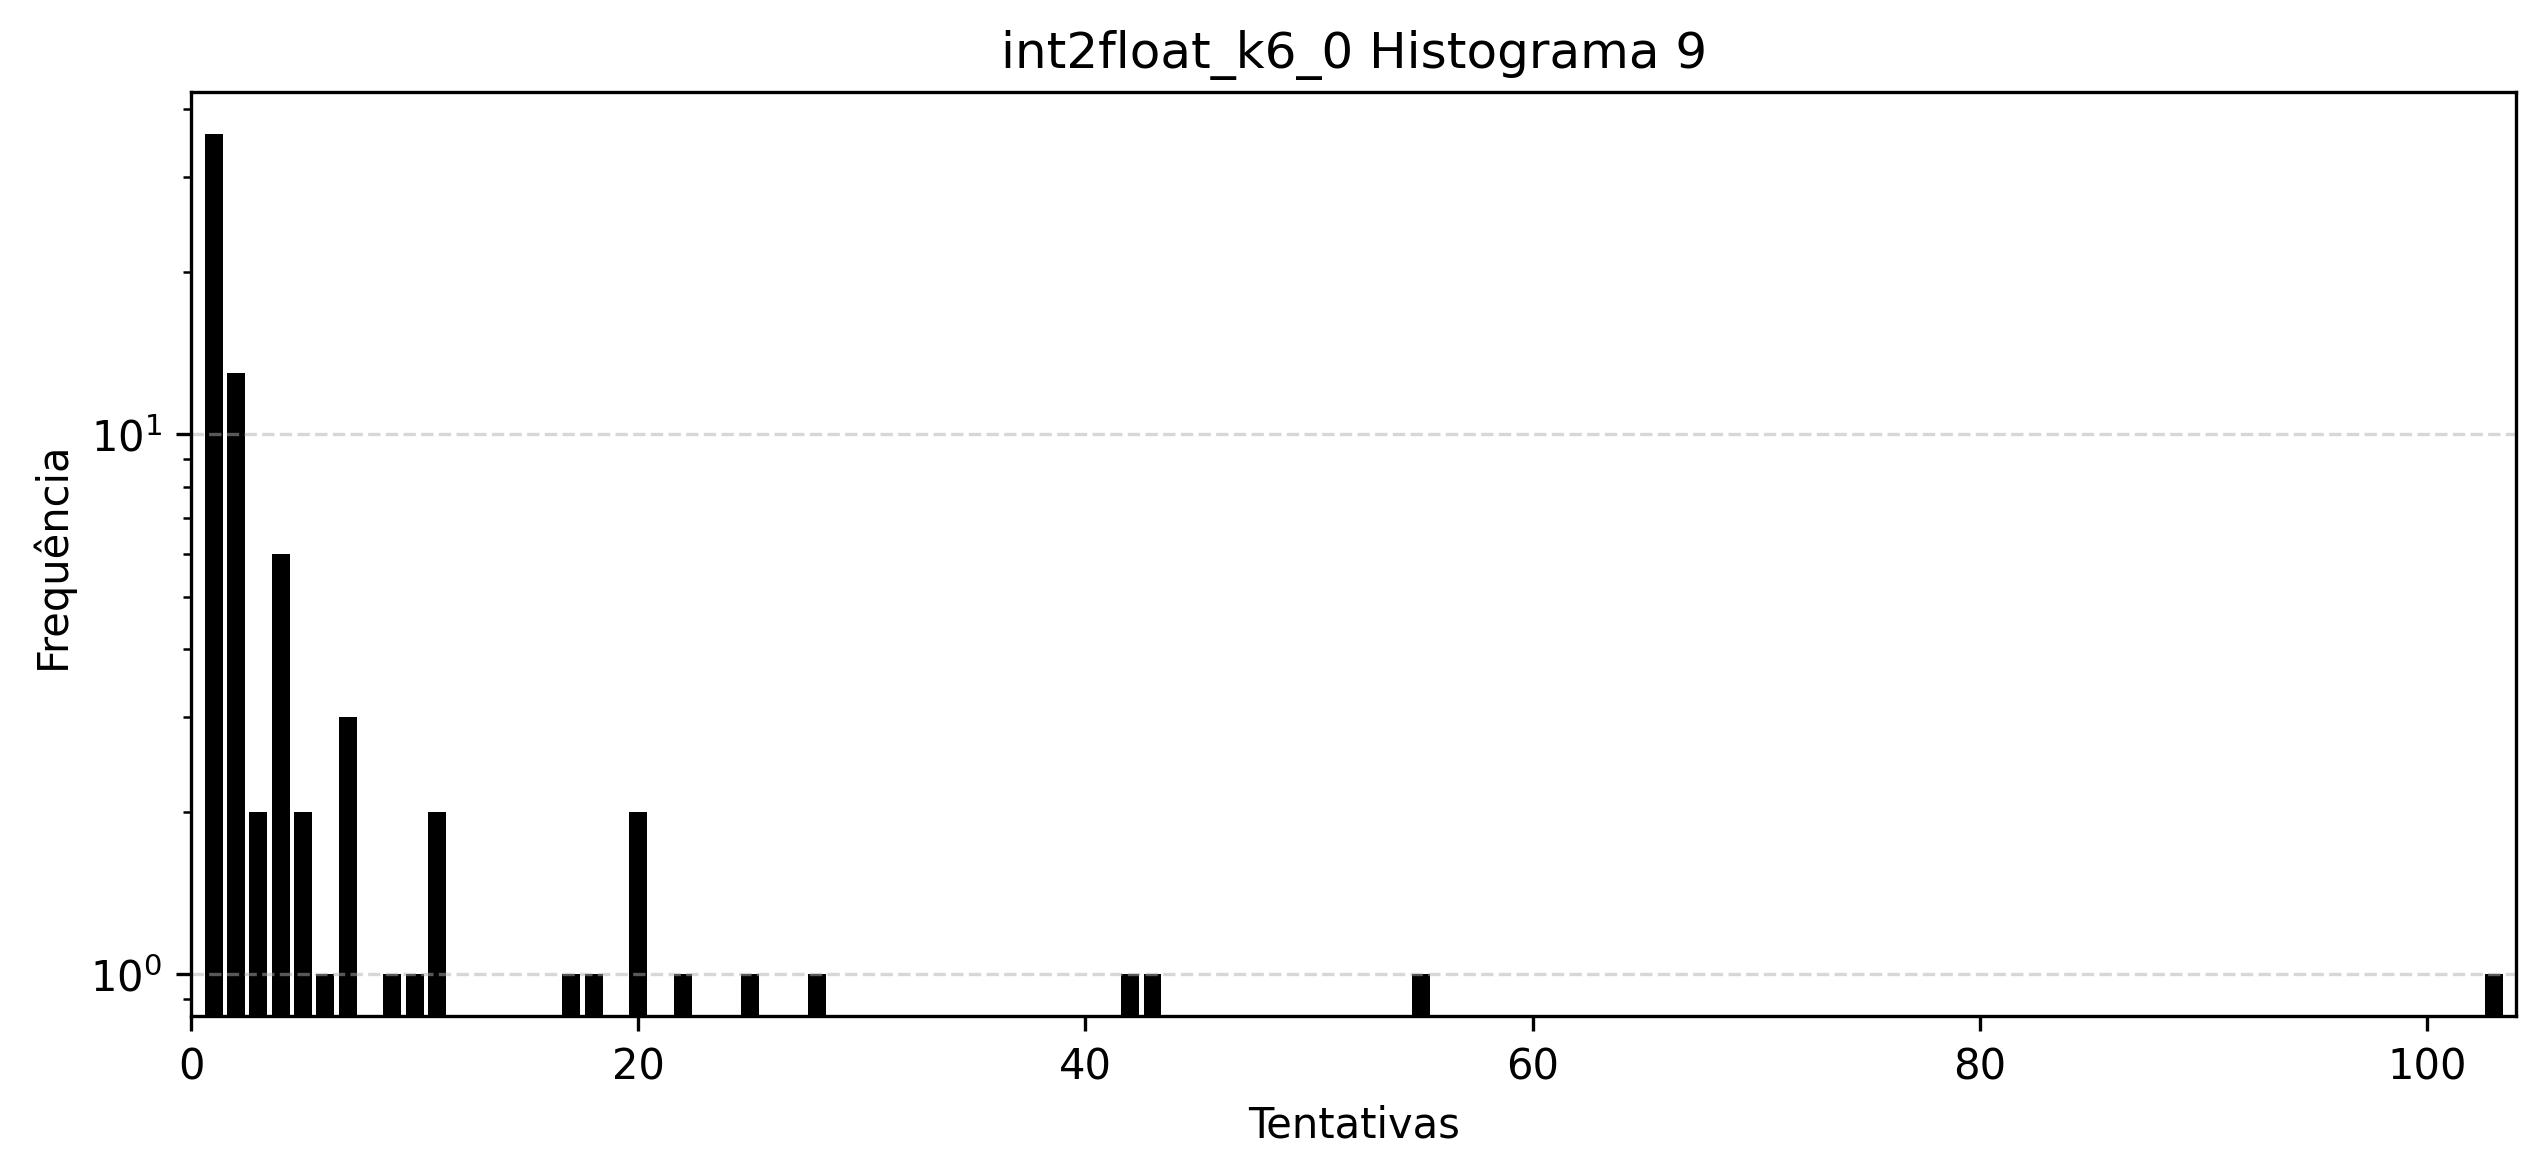 int2float_k6_0 Histograma 9
Frequência
10¹
10⁰
0 20 40 60 80 100
Tentativas